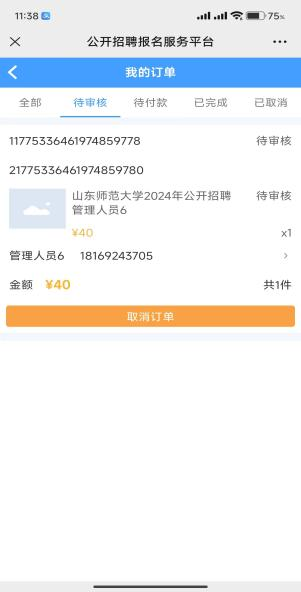 11:38
75%
公开招聘报名服务平台
我的订单
全部 待审核 待付款 已完成 已取消
11775336461974859778 待审核
21775336461974859780
山东师范大学2024年公开招聘 待审核
管理人员6
¥40 x1
管理人员6 18169243705
金额 ¥40 共1件
取消订单